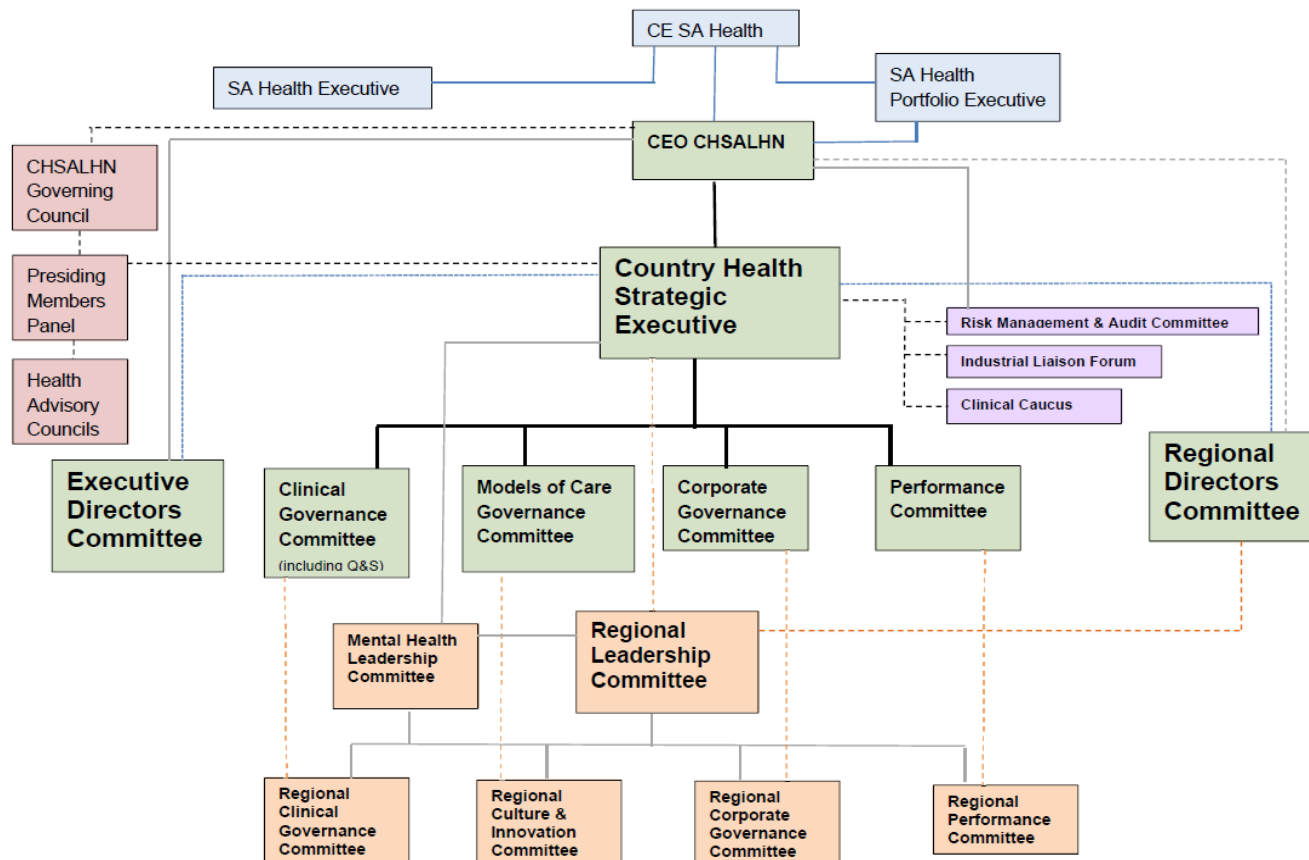 CE SA Health
SA Health Executive
SA Health
Portfolio Executive
CEO CHSALHN
CHSALHN
Governing
Council
Presiding
Members
Panel
Health
Advisory
Councils
Country Health
Strategic
Executive
Risk Management & Audit Committee
Industrial Liaison Forum
Clinical Caucus
Executive
Directors
Committee
Clinical
Governance
Committee
(including Q&S)
Models of Care
Governance
Committee
Corporate
Governance
Committee
Performance
Committee
Regional
Directors
Committee
Mental Health
Leadership
Committee
Regional
Leadership
Committee
Regional
Clinical
Governance
Committee
Regional
Culture &
Innovation
Committee
Regional
Corporate
Governance
Committee
Regional
Performance
Committee